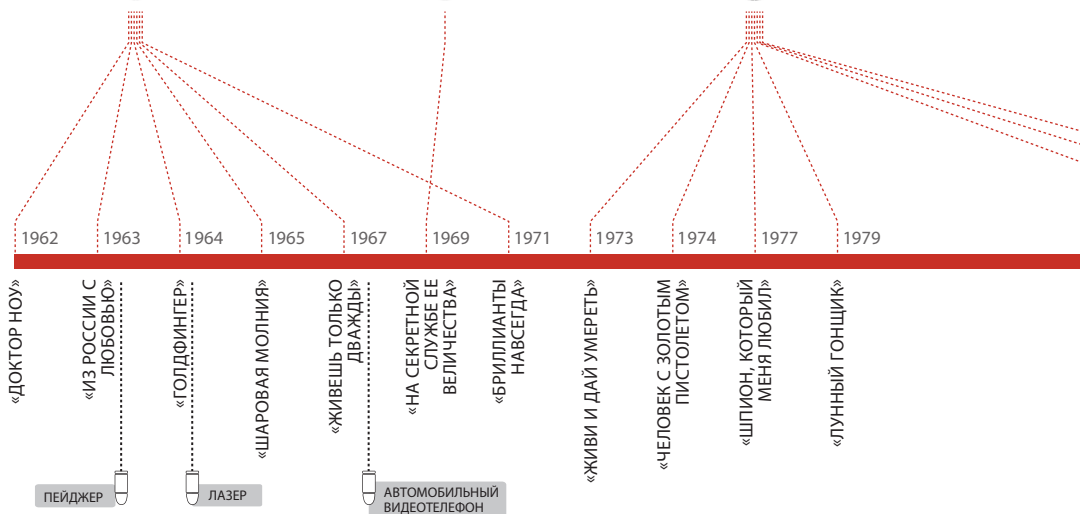 1962
1963
1964
1965
1967
1969
1971
1973
1974
1977
1979
«ДОКТОР НОУ»
«ИЗ РОССИИ С
ЛЮБОВЬЮ»
«ГОЛДФИНГЕР»
«ШАРОВАЯ МОЛНИЯ»
«ЖИВЕШЬ ТОЛЬКО
ДВАЖДЫ»
«НА СЕКРЕТНОЙ
СЛУЖБЕ ЕЕ
ВЕЛИЧЕСТВА»
«БРИЛЛИАНТЫ
НАВСЕГДА»
«ЖИВИ И ДАЙ УМЕРЕТЬ»
«ЧЕЛОВЕК С ЗОЛОТЫМ
ПИСТОЛЕТОМ»
«ШПИОН, КОТОРЫЙ
МЕНЯ ЛЮБИЛ»
«ЛУННЫЙ ГОНЩИК»
ПЕЙДЖЕР
ЛАЗЕР
АВТОМОБИЛЬНЫЙ
ВИДЕОТЕЛЕФОН